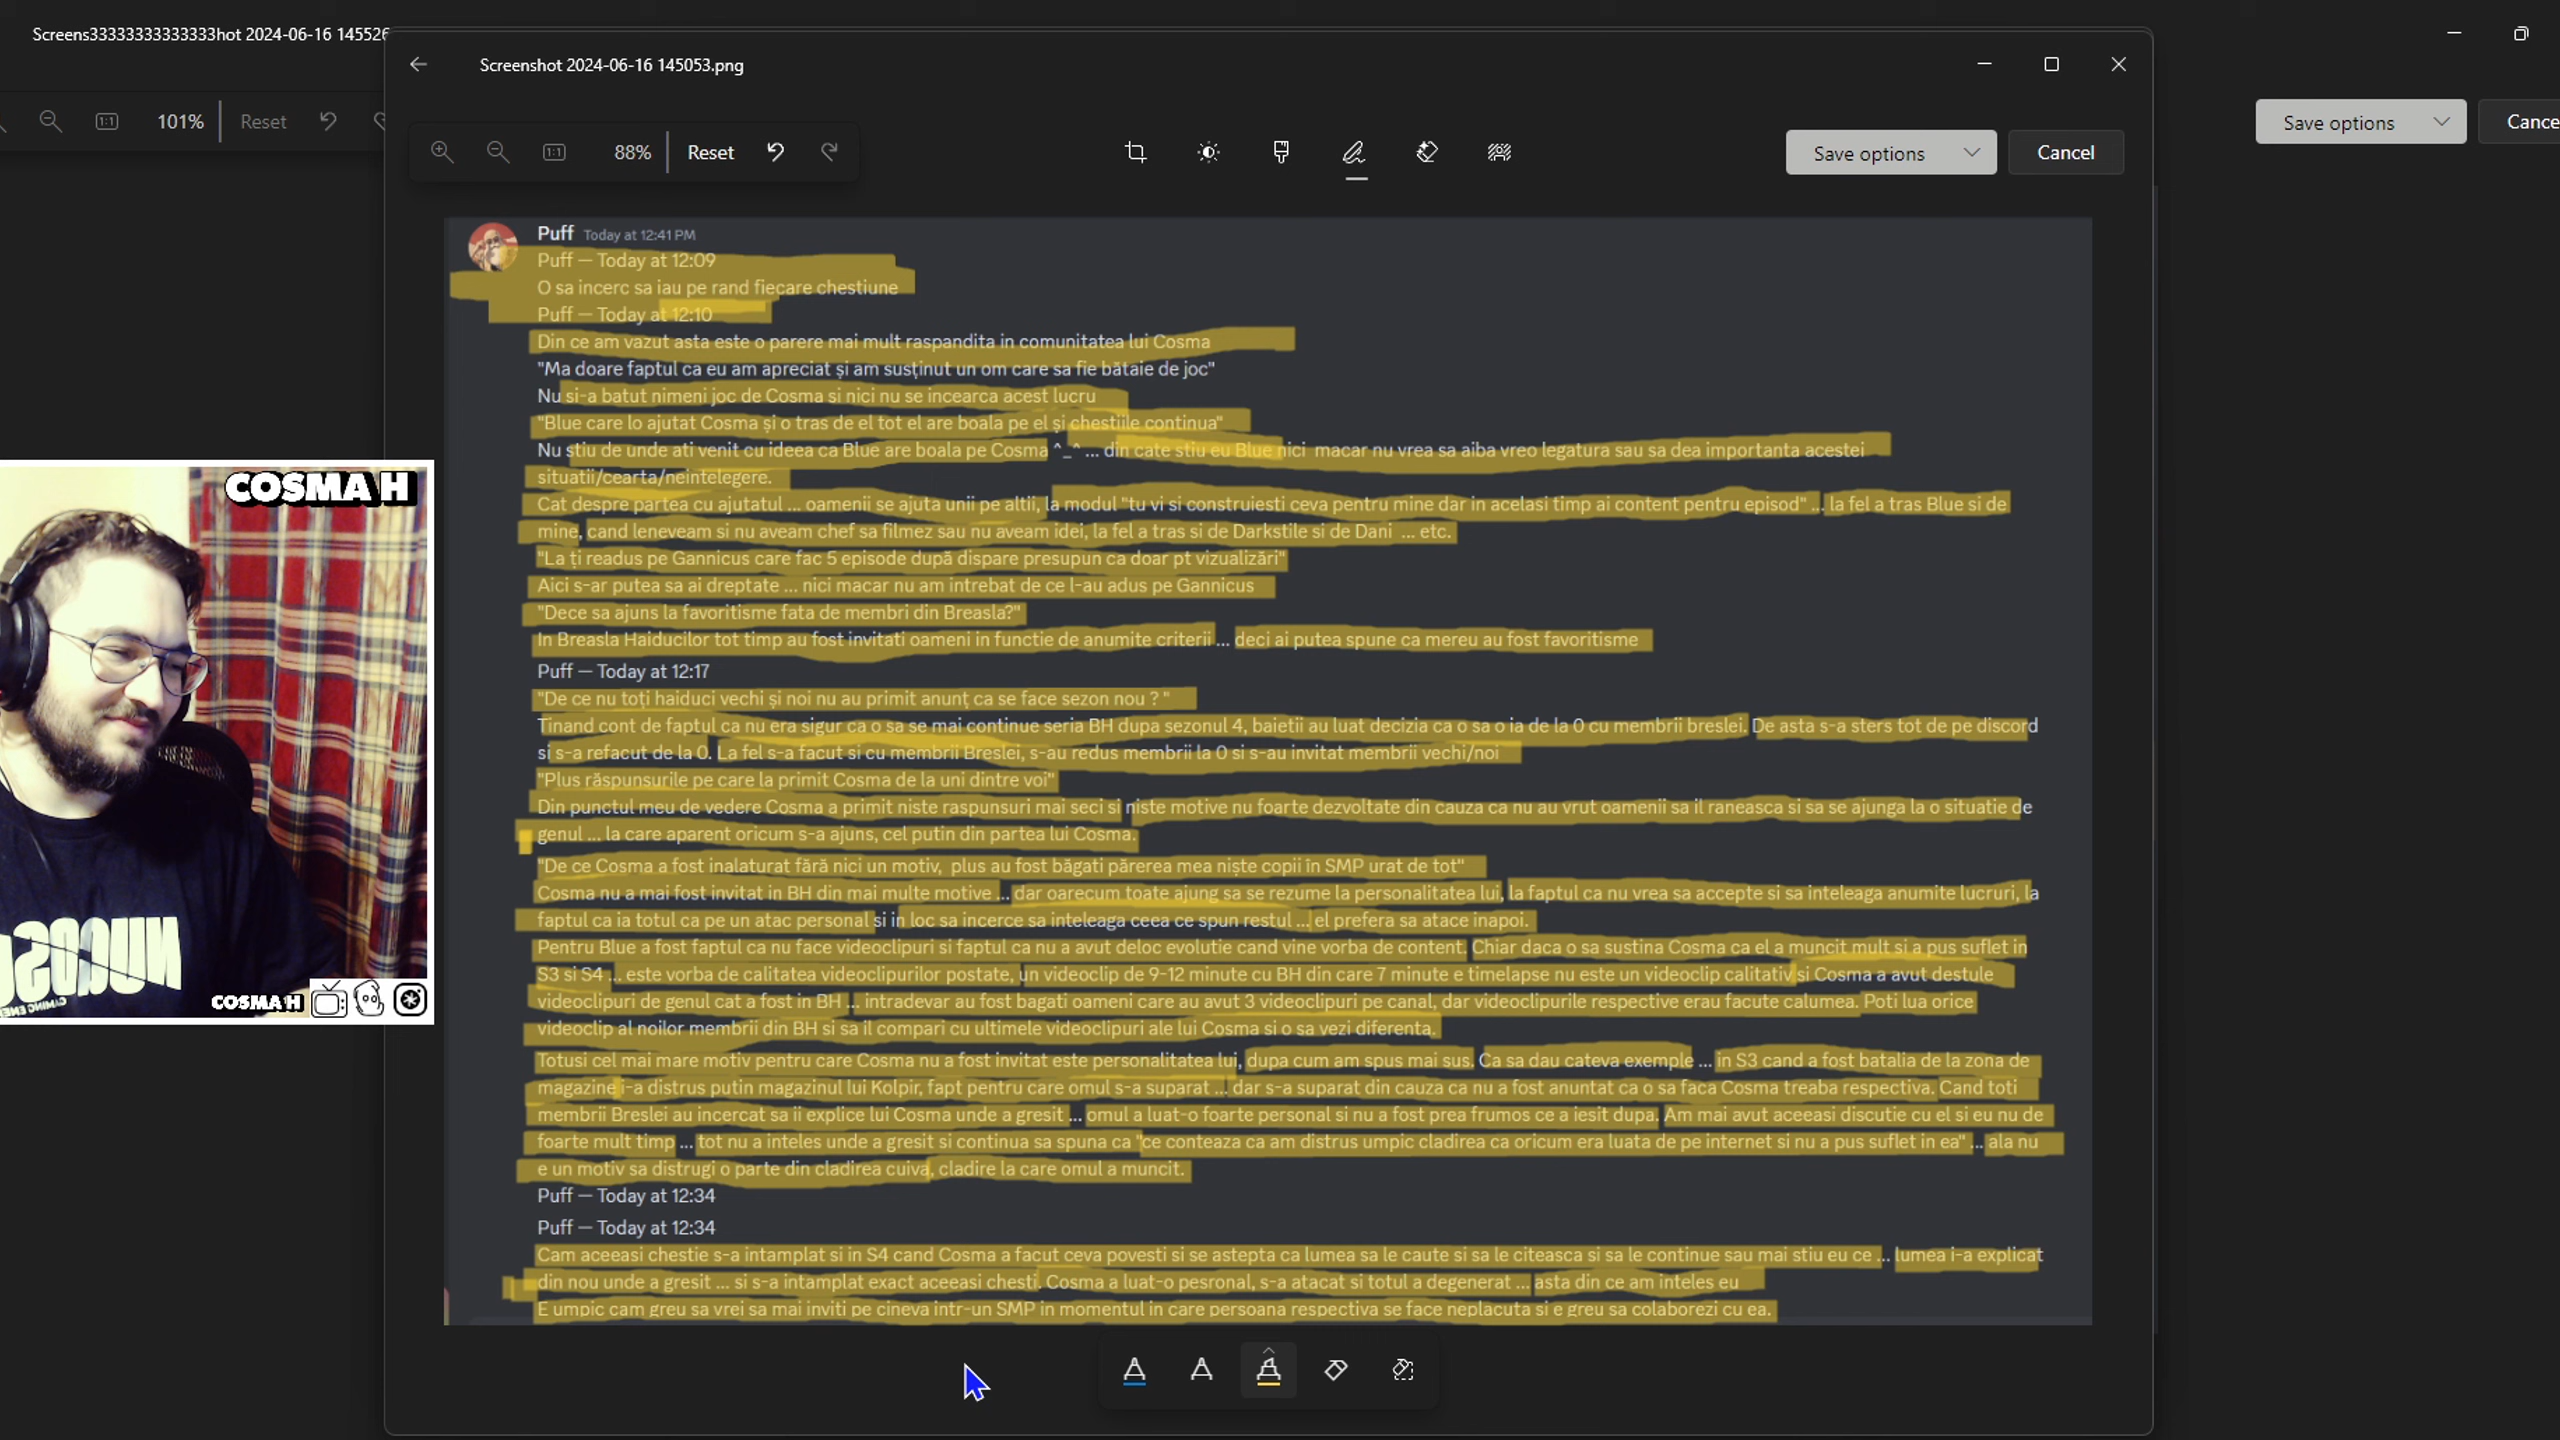 Screens33333333333333hot 2024-06-16 145526
Screenshot 2024-06-16 145053.png
101%
Reset
Save options
Cance
88%
Reset
Save options
Cancel
Puff Today at 12:41 PM
Puff — Today at 12:09
O sa incerc sa iau pe rand fiecare chestiune
Puff — Today at 12:10
Din ce am vazut asta este o parere mai mult raspandita in comunitatea lui Cosma
"Ma doare faptul ca eu am apreciat și am susținut un om care sa fie bătaie de joc"
Nu si-a batut nimeni joc de Cosma si nici nu se incearca acest lucru
"Blue care lo ajutat Cosma și o tras de el tot el are boala pe el și chestiile continua"
Nu stiu de unde ati venit cu ideea ca Blue are boala pe Cosma ^_^ ... din cate stiu eu Blue nici macar nu vrea sa aiba vreo legatura sau sa dea importanta acestei
situatii/cearta/neintelegere.
Cat despre partea cu ajutatul ... oamenii se ajuta unii pe altii, la modul "tu vi si construiesti ceva pentru mine dar in acelasi timp ai content pentru episod" ... la fel a tras Blue si de
mine, cand leneveam si nu aveam chef sa filmez sau nu aveam idei, la fel a tras si de Darkstile si de Dani ... etc.
"La ți readus pe Gannicus care fac 5 episode după dispare presupun ca doar pt vizualizări"
Aici s-ar putea sa ai dreptate ... nici macar nu am intrebat de ce l-au adus pe Gannicus
"Dece sa ajuns la favoritisme fata de membri din Breasla?"
In Breasla Haiducilor tot timp au fost invitati oameni in functie de anumite criterii ... deci ai putea spune ca mereu au fost favoritisme
Puff — Today at 12:17
"De ce nu toți haiduci vechi și noi nu au primit anunț ca se face sezon nou ? "
Tinand cont de faptul ca nu era sigur ca o sa se mai continue seria BH dupa sezonul 4, baietii au luat decizia ca o sa o ia de la 0 cu membrii breslei. De asta s-a sters tot de pe discord
si s-a refacut de la 0. La fel s-a facut si cu membrii Breslei, s-au redus membrii la 0 si s-au invitat membrii vechi/noi
"Plus răspunsurile pe care la primit Cosma de la uni dintre voi"
Din punctul meu de vedere Cosma a primit niste raspunsuri mai seci si niste motive nu foarte dezvoltate din cauza ca nu au vrut oamenii sa il raneasca si sa se ajunga la o situatie de
genul ... la care aparent oricum s-a ajuns, cel putin din partea lui Cosma.
"De ce Cosma a fost inalaturat fără nici un motiv,  plus au fost băgati părerea mea niște copii în SMP urat de tot"
Cosma nu a mai fost invitat in BH din mai multe motive ... dar oarecum toate ajung sa se rezume la personalitatea lui, la faptul ca nu vrea sa accepte si sa inteleaga anumite lucruri, la
faptul ca ia totul ca pe un atac personal si in loc sa incerce sa inteleaga ceea ce spun restul ... el prefera sa atace inapoi.
Pentru Blue a fost faptul ca nu face videoclipuri si faptul ca nu a avut deloc evolutie cand vine vorba de content. Chiar daca o sa sustina Cosma ca el a muncit mult si a pus suflet in
S3 si S4 ... este vorba de calitatea videoclipurilor postate, un videoclip de 9-12 minute cu BH din care 7 minute e timelapse nu este un videoclip calitativ si Cosma a avut destule
videoclipuri de genul cat a fost in BH ... intradevar au fost bagati oameni care au avut 3 videoclipuri pe canal, dar videoclipurile respective erau facute calumea. Poti lua orice
videoclip al noilor membrii din BH si sa il compari cu ultimele videoclipuri ale lui Cosma si o sa vezi diferenta.
Totusi cel mai mare motiv pentru care Cosma nu a fost invitat este personalitatea lui, dupa cum am spus mai sus. Ca sa dau cateva exemple ... in S3 cand a fost batalia de la zona de
magazine i-a distrus putin magazinul lui Kolpir, fapt pentru care omul s-a suparat ... dar s-a suparat din cauza ca nu a fost anuntat ca o sa faca Cosma treaba respectiva. Cand toti
membrii Breslei au incercat sa ii explice lui Cosma unde a gresit ... omul a luat-o foarte personal si nu a fost prea frumos ce a iesit dupa. Am mai avut aceeasi discutie cu el si eu nu de
foarte mult timp ... tot nu a inteles unde a gresit si continua sa spuna ca "ce conteaza ca am distrus umpic cladirea ca oricum era luata de pe internet si nu a pus suflet in ea" ... ala nu
e un motiv sa distrugi o parte din cladirea cuiva, cladire la care omul a muncit.
Puff — Today at 12:34
Puff — Today at 12:34
Cam aceeasi chestie s-a intamplat si in S4 cand Cosma a facut ceva povesti si se astepta ca lumea sa le caute si sa le citeasca si sa le continue sau mai stiu eu ce ... lumea i-a explicat
din nou unde a gresit ... si s-a intamplat exact aceeasi chesti. Cosma a luat-o pesronal, s-a atacat si totul a degenerat ... asta din ce am inteles eu
E umpic cam greu sa vrei sa mai inviti pe cineva intr-un SMP in momentul in care persoana respectiva se face neplacuta si e greu sa colaborezi cu ea.
COSMA H
COSMA H